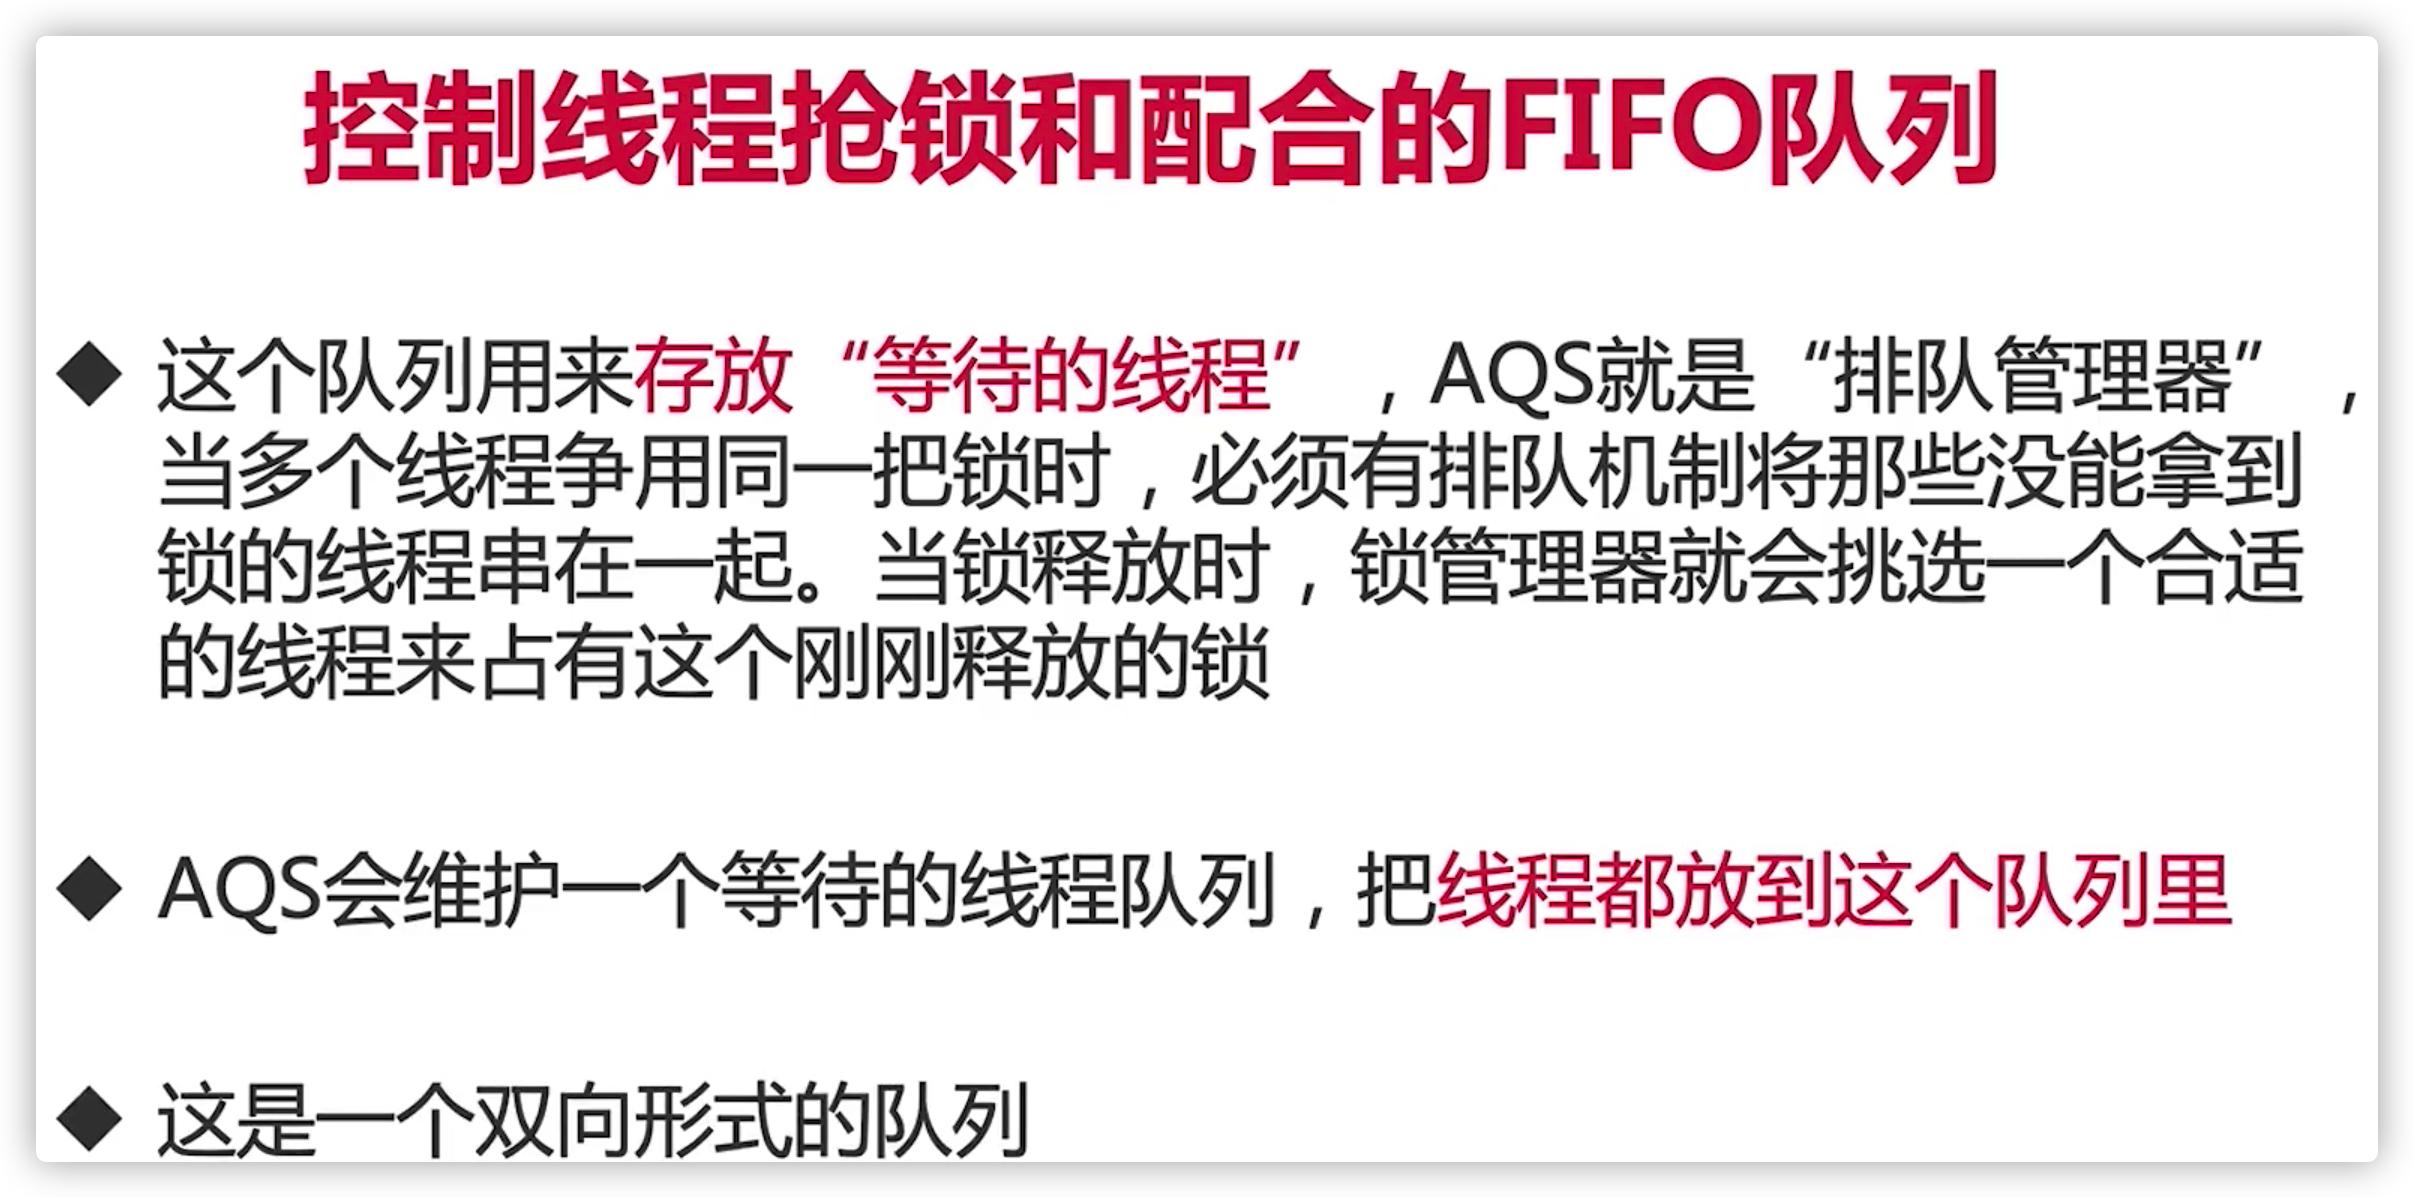 控制线程抢锁和配合的FIFO队列
◆ 这个队列用来存放“等待的线程”，AQS就是“排队管理器”，
当多个线程争用同一把锁时，必须有排队机制将那些没能拿到
锁的线程串在一起。当锁释放时，锁管理器就会挑选一个合适
的线程来占有这个刚刚释放的锁
◆ AQS会维护一个等待的线程队列，把线程都放到这个队列里
◆ 这是一个双向形式的队列